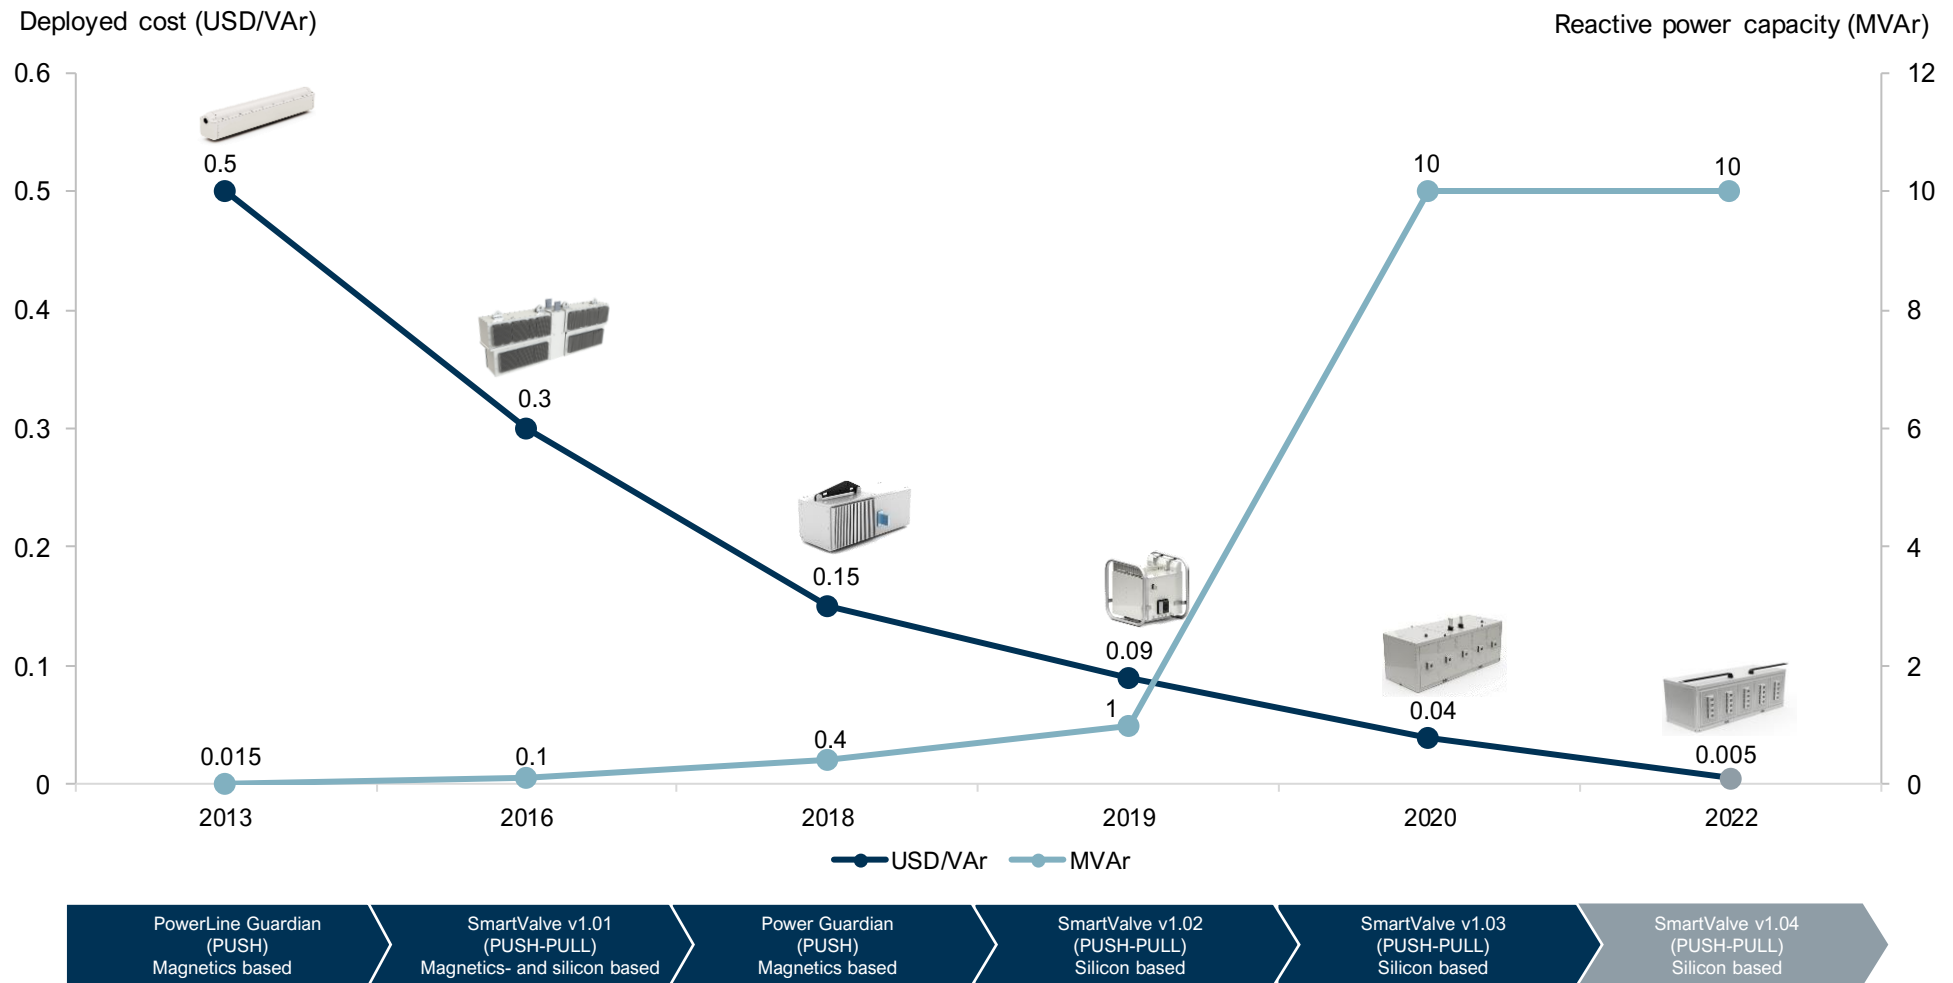 Deployed cost (USD/VAr)
Reactive power capacity (MVAr)
0.6
0.5
0.4
0.3
0.2
0.1
0
12
10
8
6
4
2
0
0.5
0.3
0.15
0.09
0.04
0.005
0.015
0.1
0.4
1
10
10
2013
2016
2018
2019
2020
2022
USD/VAr
MVAr
PowerLine Guardian
(PUSH)
Magnetics based
SmartValve v1.01
(PUSH-PULL)
Magnetics- and silicon based
Power Guardian
(PUSH)
Magnetics based
SmartValve v1.02
(PUSH-PULL)
Silicon based
SmartValve v1.03
(PUSH-PULL)
Silicon based
SmartValve v1.04
(PUSH-PULL)
Silicon based